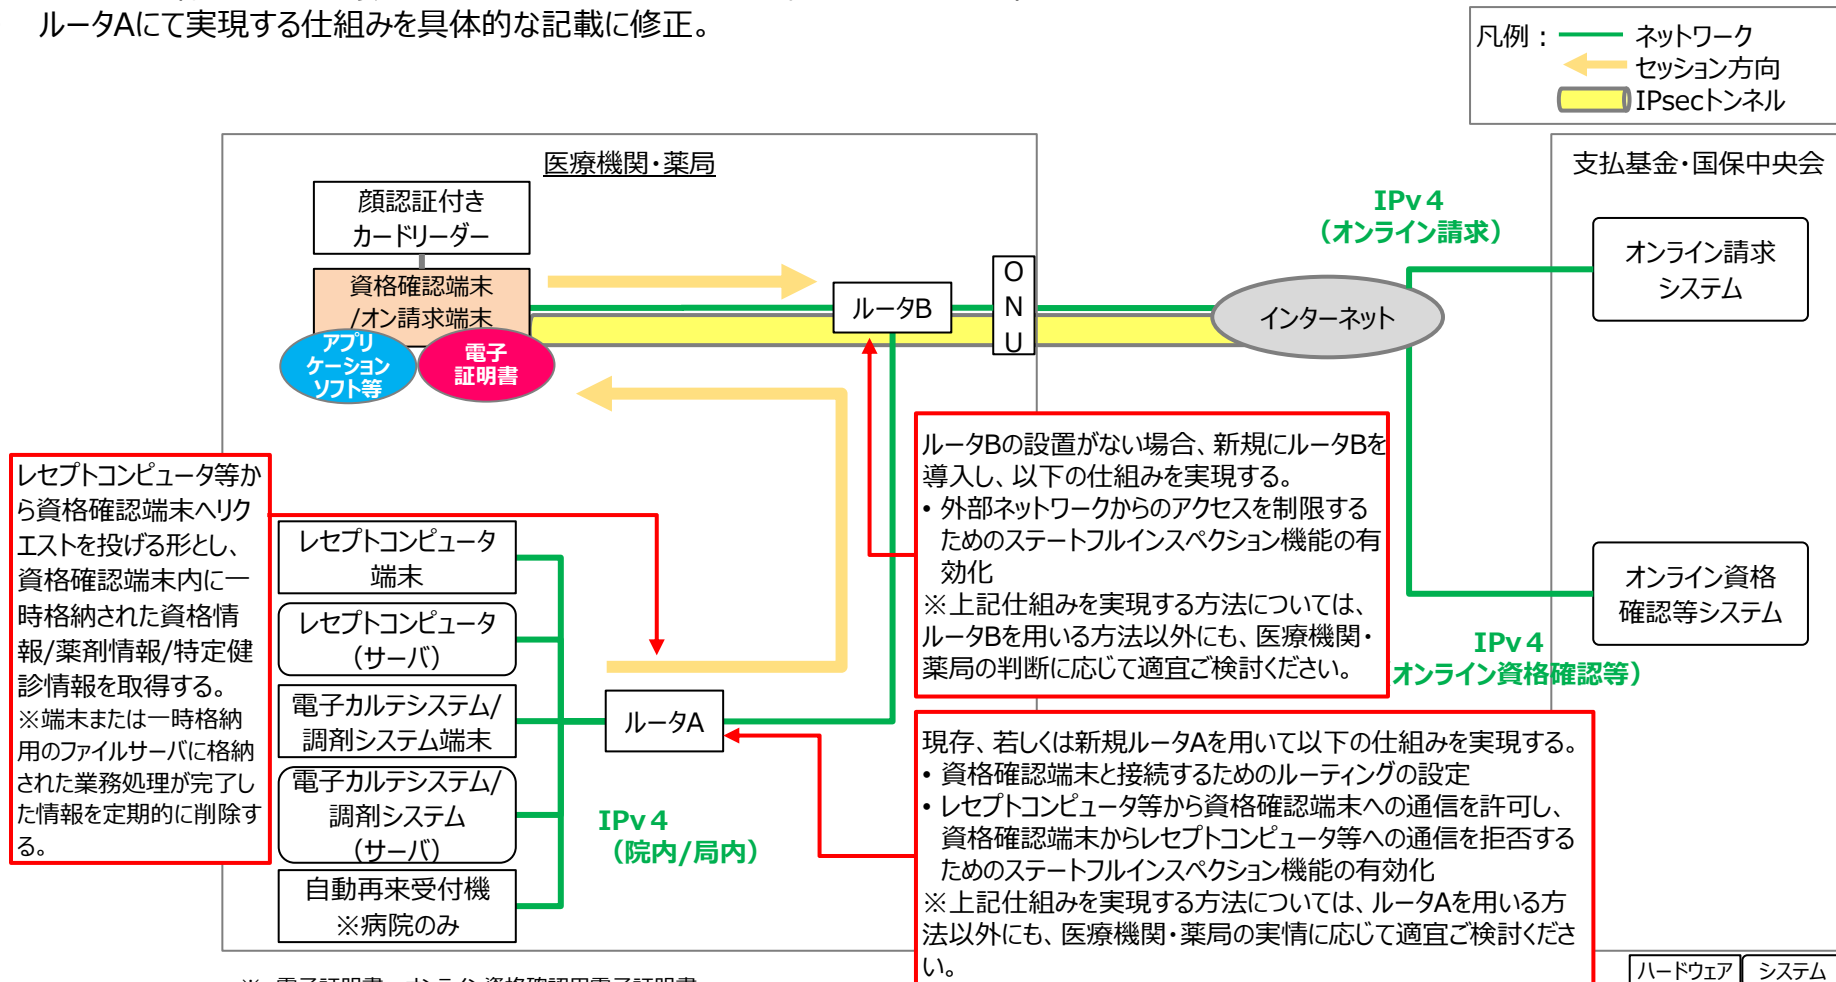 ルータAにて実現する仕組みを具体的な記載に修正。
凡例：
ネットワーク
セッション方向
IPsecトンネル
医療機関・薬局
支払基金・国保中央会
顔認証付き
カードリーダー
資格確認端末
/オン請求端末
アプリ
ケーション
ソフト等
電子
証明書
ルータB
O
N
U
インターネット
IPv４
（オンライン請求）
オンライン請求
システム
オンライン資格
確認等システム
IPv４
オンライン資格確認等）
レセプトコンピュータ等か
ら資格確認端末へリク
エストを投げる形とし、
資格確認端末内に一
時格納された資格情
報/薬剤情報/特定健
診情報を取得する。
※端末または一時格納
用のファイルサーバに格納
された業務処理が完了し
た情報を定期的に削除す
る。
レセプトコンピュータ
端末
レセプトコンピュータ
（サーバ）
電子カルテシステム/
調剤システム端末
電子カルテシステム/
調剤システム
（サーバ）
自動再来受付機
※病院のみ
ルータA
IPv４
（院内/局内）
ルータBの設置がない場合、新規にルータBを
導入し、以下の仕組みを実現する。
• 外部ネットワークからのアクセスを制限する
ためのステートフルインスペクション機能の有
効化
※上記仕組みを実現する方法については、
ルータBを用いる方法以外にも、医療機関・
薬局の判断に応じて適宜ご検討ください。
現存、若しくは新規ルータAを用いて以下の仕組みを実現する。
• 資格確認端末と接続するためのルーティングの設定
• レセプトコンピュータ等から資格確認端末への通信を許可し、
資格確認端末からレセプトコンピュータ等への通信を拒否する
ためのステートフルインスペクション機能の有効化
※上記仕組みを実現する方法については、ルータAを用いる方
法以外にも、医療機関・薬局の実情に応じて適宜ご検討くださ
い。
ハードウェア
システム